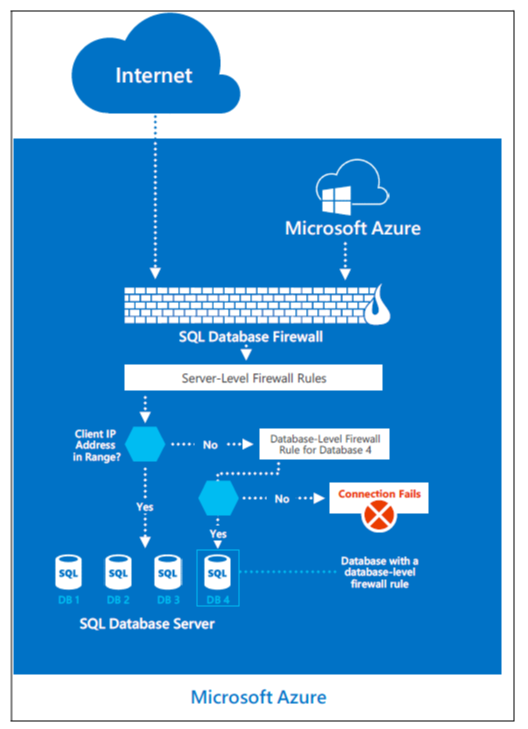 Internet
Microsoft Azure
SQL Database Firewall
Server-Level Firewall Rules
Client IP
Address
in Range?
No
Database-Level Firewall
Rule for Database 4
No
Connection Fails
Yes
Yes
SQL
SQL
SQL
SQL
DB 1
DB 2
DB 3
DB 4
Database with a
database-level
firewall rule
SQL Database Server
Microsoft Azure